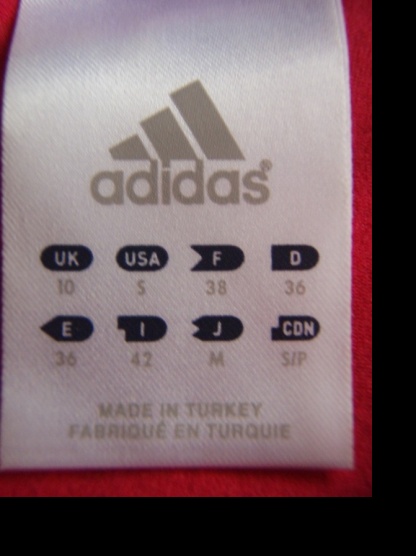 adidas®
UK USA F D
10 S 38 36
E I J CDN
36 42 M S/P
MADE IN TURKEY
FABRIQUÉ EN TURQUIE